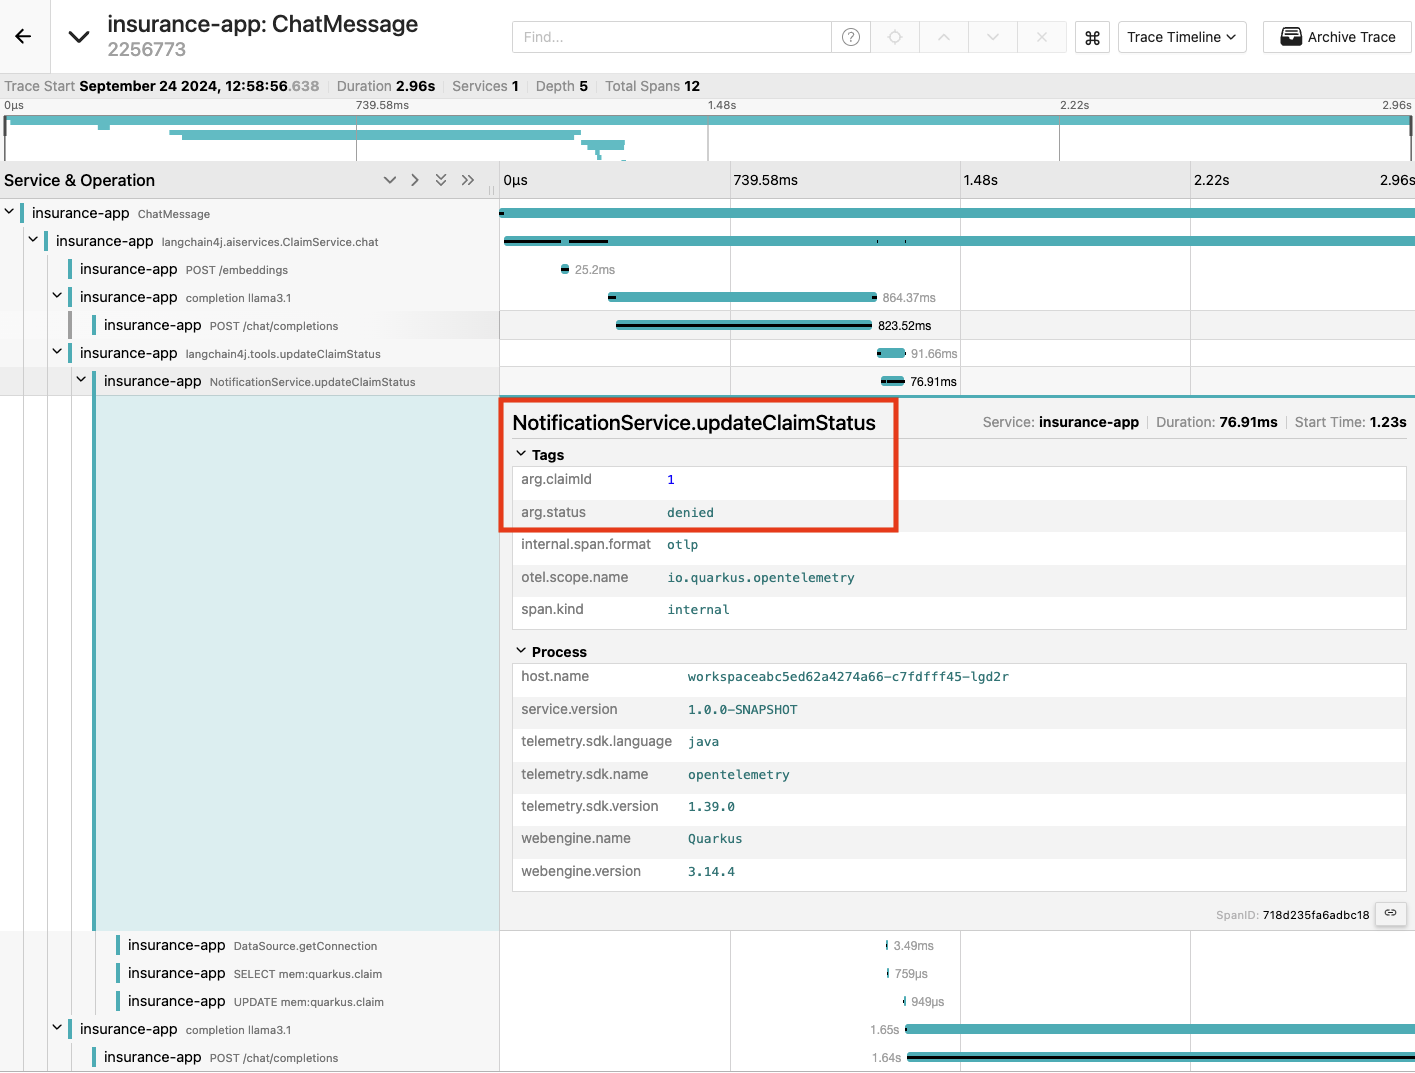 insurance-app: ChatMessage
2256773
Find...
?
⌘
Trace Timeline
Archive Trace
Trace Start September 24 2024, 12:58:56.638 Duration 2.96s Services 1 Depth 5 Total Spans 12
0μs 739.58ms 1.48s 2.22s 2.96s
Service & Operation 0μs 739.58ms 1.48s 2.22s 2.96s
insurance-app ChatMessage
insurance-app langchain4j.aiservices.ClaimService.chat
insurance-app POST /embeddings 25.2ms
insurance-app completion llama3.1 864.37ms
insurance-app POST /chat/completions 823.52ms
insurance-app langchain4j.tools.updateClaimStatus 91.66ms
insurance-app NotificationService.updateClaimStatus 76.91ms
NotificationService.updateClaimStatus Service: insurance-app Duration: 76.91ms Start Time: 1.23s
Tags
arg.claimId 1
arg.status denied
internal.span.format otlp
otel.scope.name io.quarkus.opentelemetry
span.kind internal
Process
host.name workspaceabc5ed62a4274a66-c7fdfff45-lgd2r
service.version 1.0.0-SNAPSHOT
telemetry.sdk.language java
telemetry.sdk.name opentelemetry
telemetry.sdk.version 1.39.0
webengine.name Quarkus
webengine.version 3.14.4
SpanID: 718d235fa6adbc18
insurance-app DataSource.getConnection 3.49ms
insurance-app SELECT mem:quarkus.claim 759μs
insurance-app UPDATE mem:quarkus.claim 949μs
insurance-app completion llama3.1 1.65s
insurance-app POST /chat/completions 1.64s